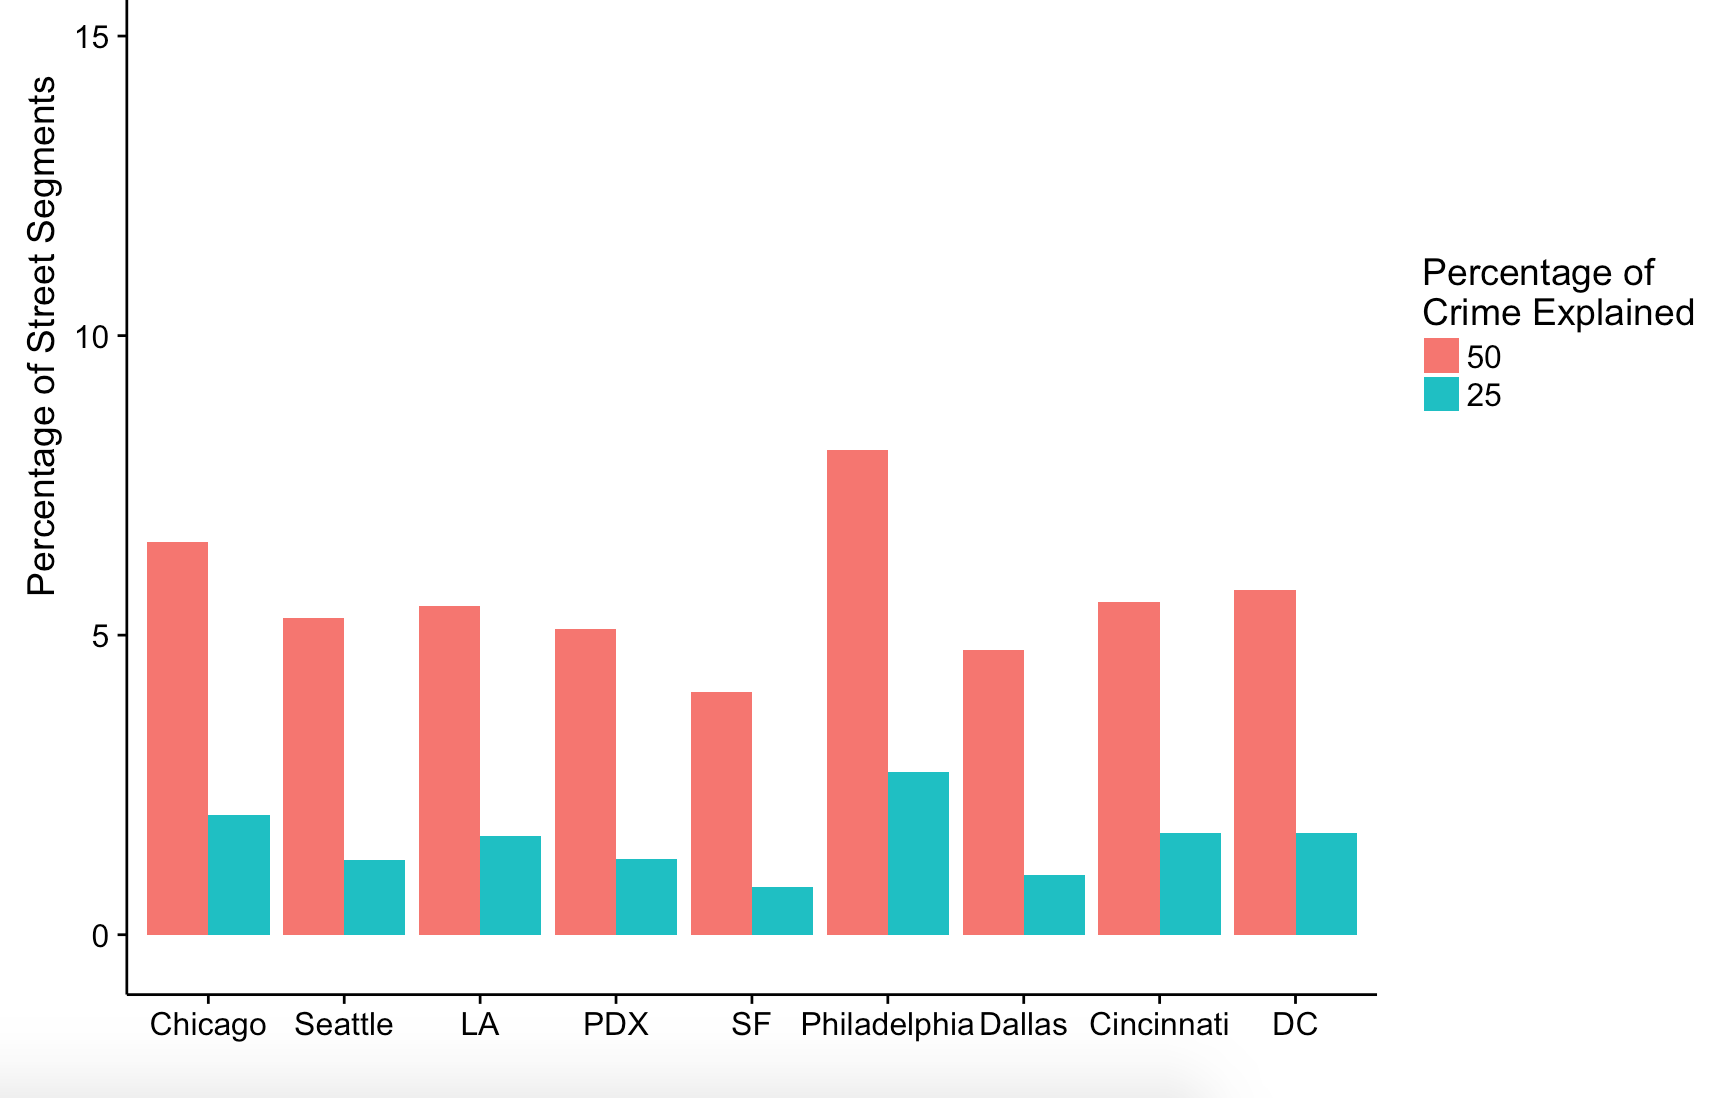 Percentage of Street Segments
15
10
5
0
Chicago Seattle LA PDX SF Philadelphia Dallas Cincinnati DC
Percentage of
Crime Explained
50
25